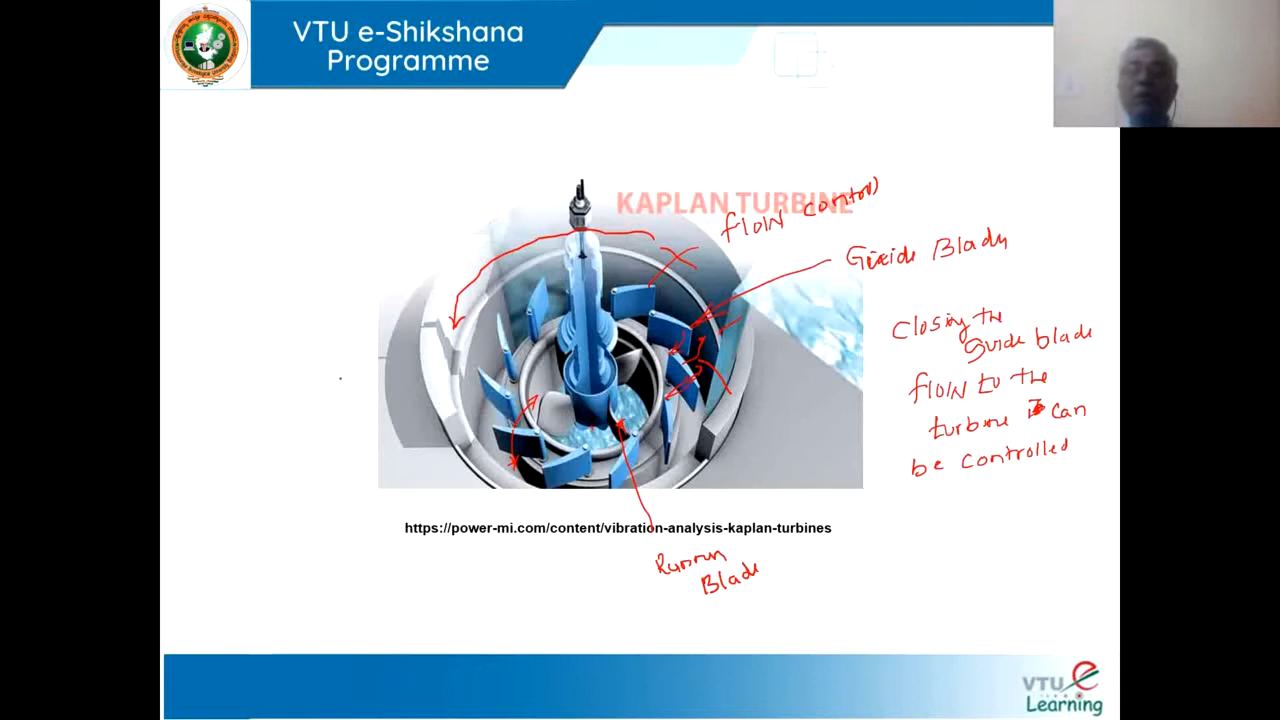 VTU e-Shikshana
Programme
KAPLAN TURBINE
flow control
Guide Blade
Closing the
Guide blade
flow to the
turbine can
be controlled
https://power-mi.com/content/vibration-analysis-kaplan-turbines
Blade
VTU e
Learning